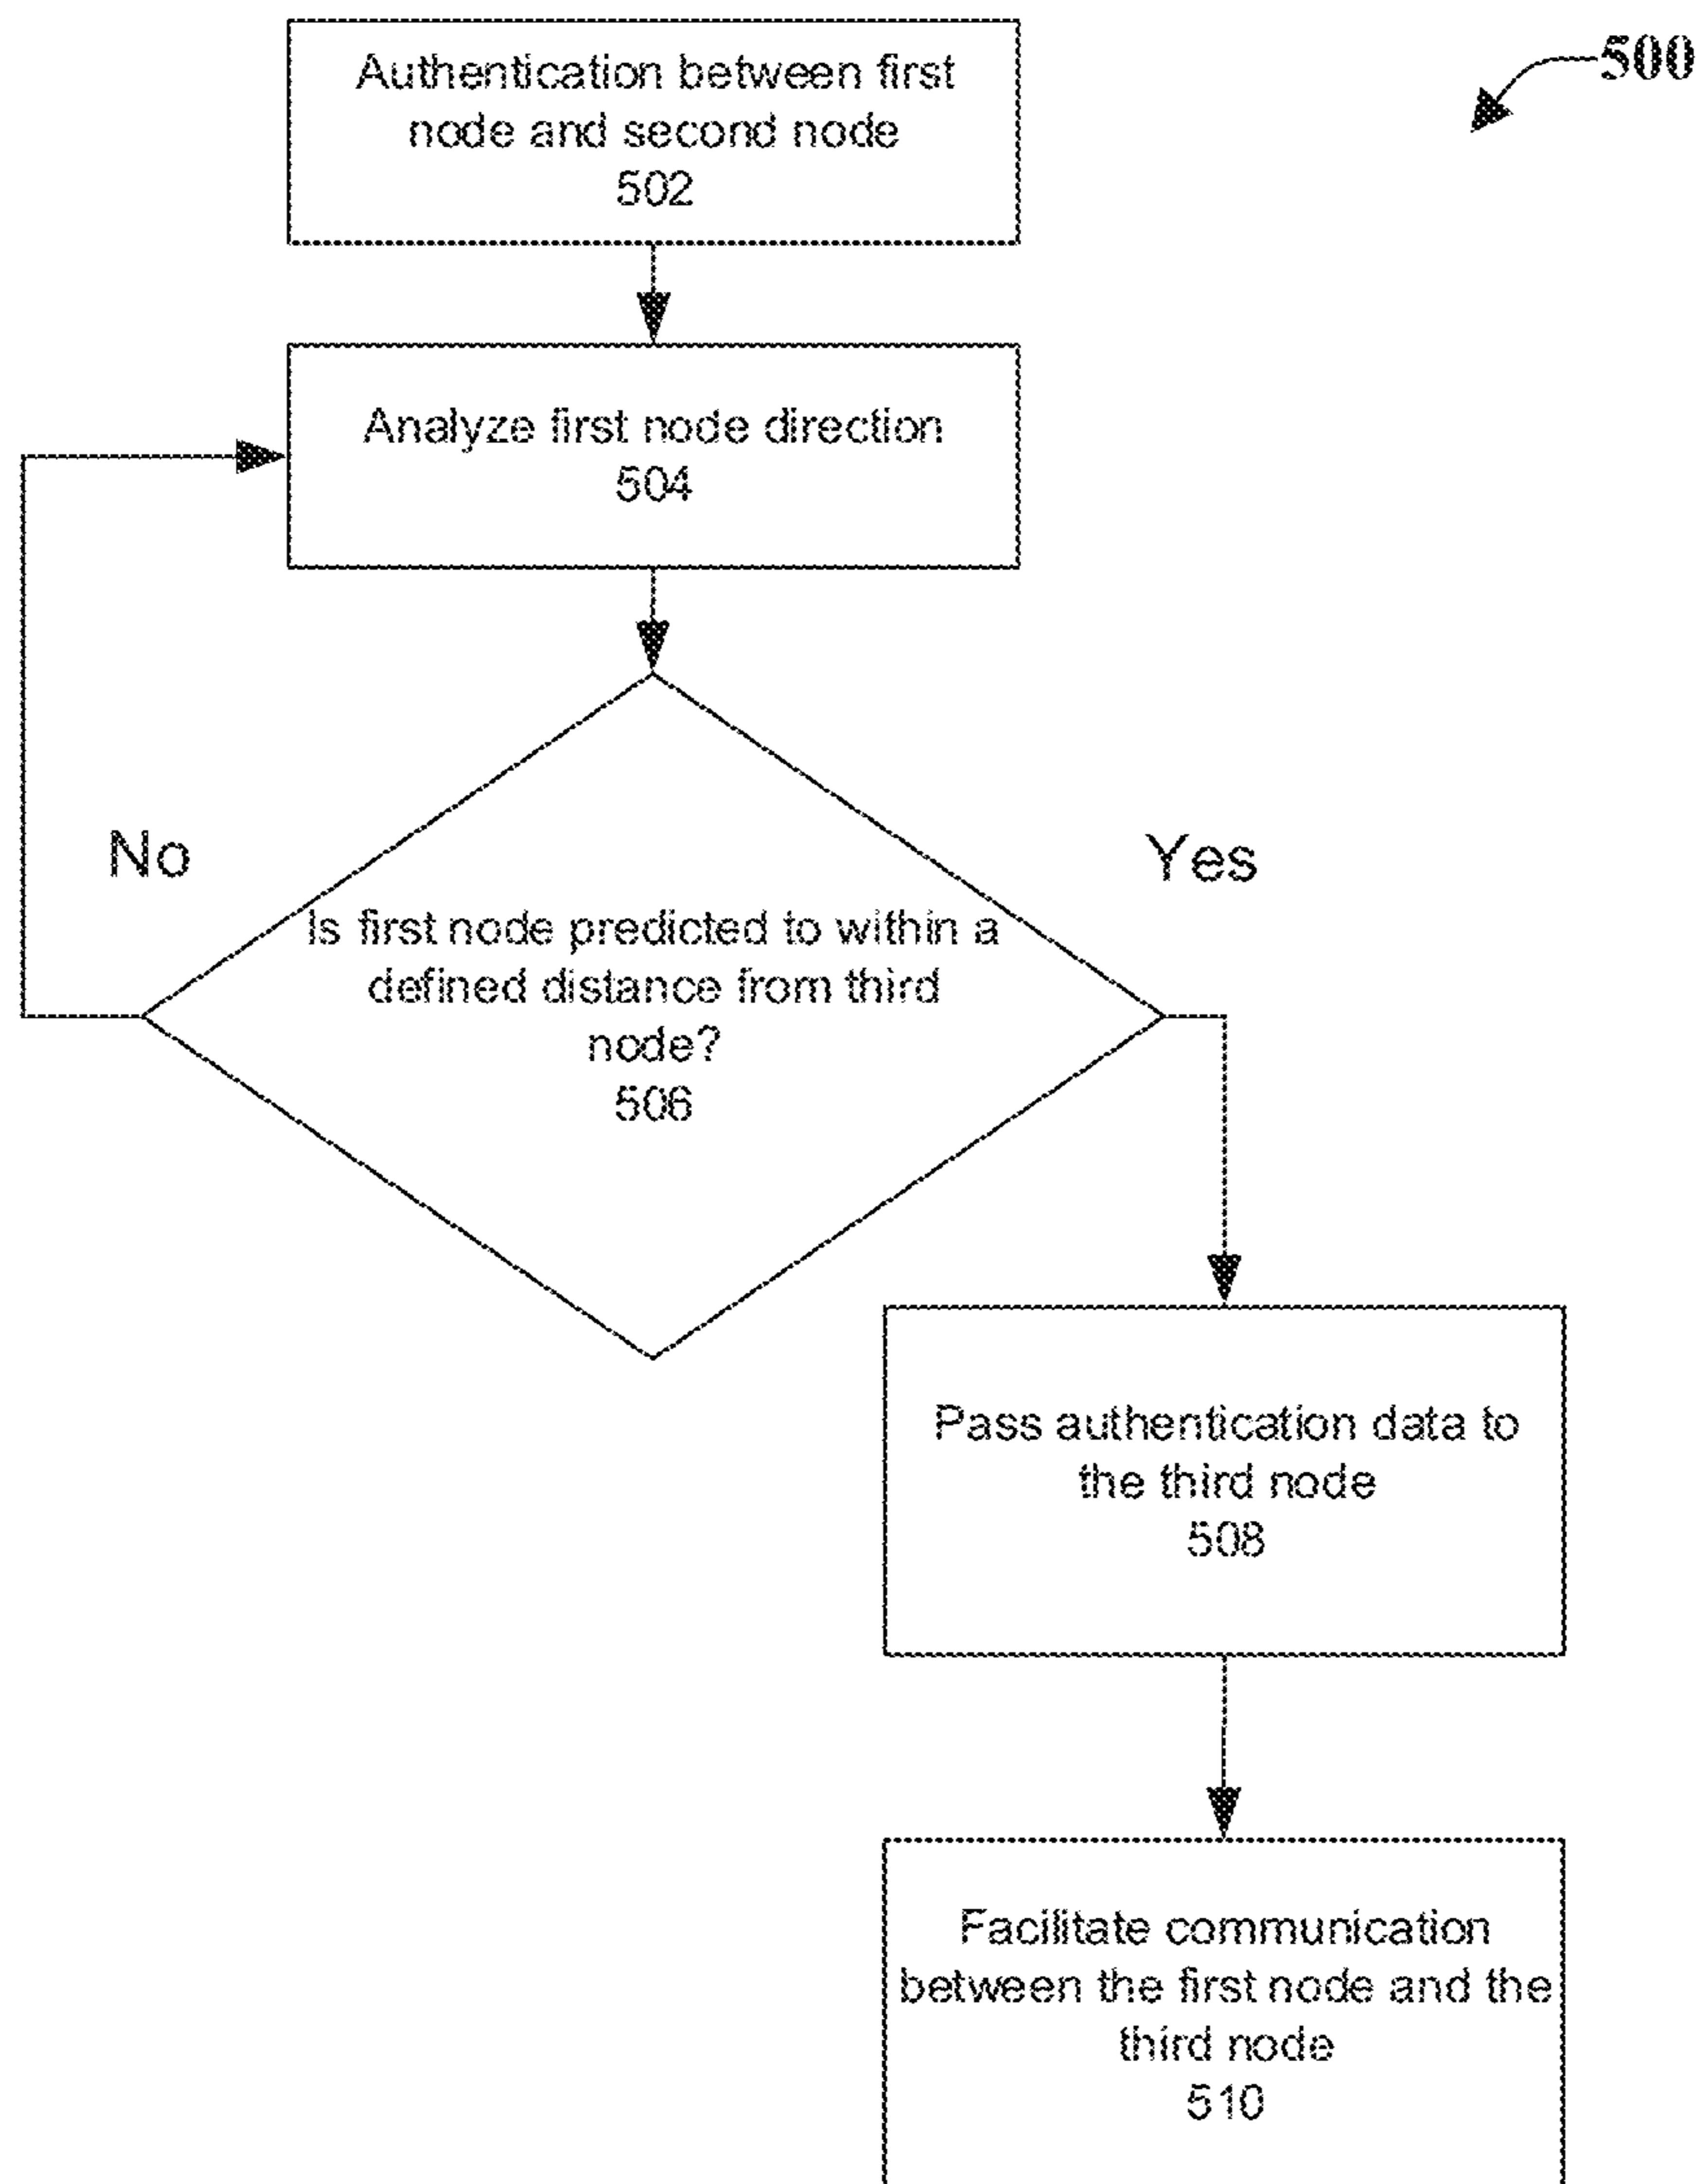 500
Authentication between first
node and second node
502
Analyze first node direction
504
No
Yes
Is first node predicted to within a
defined distance from third
node?
506
Pass authentication data to
the third node
508
Facilitate communication
between the first node and the
third node
510